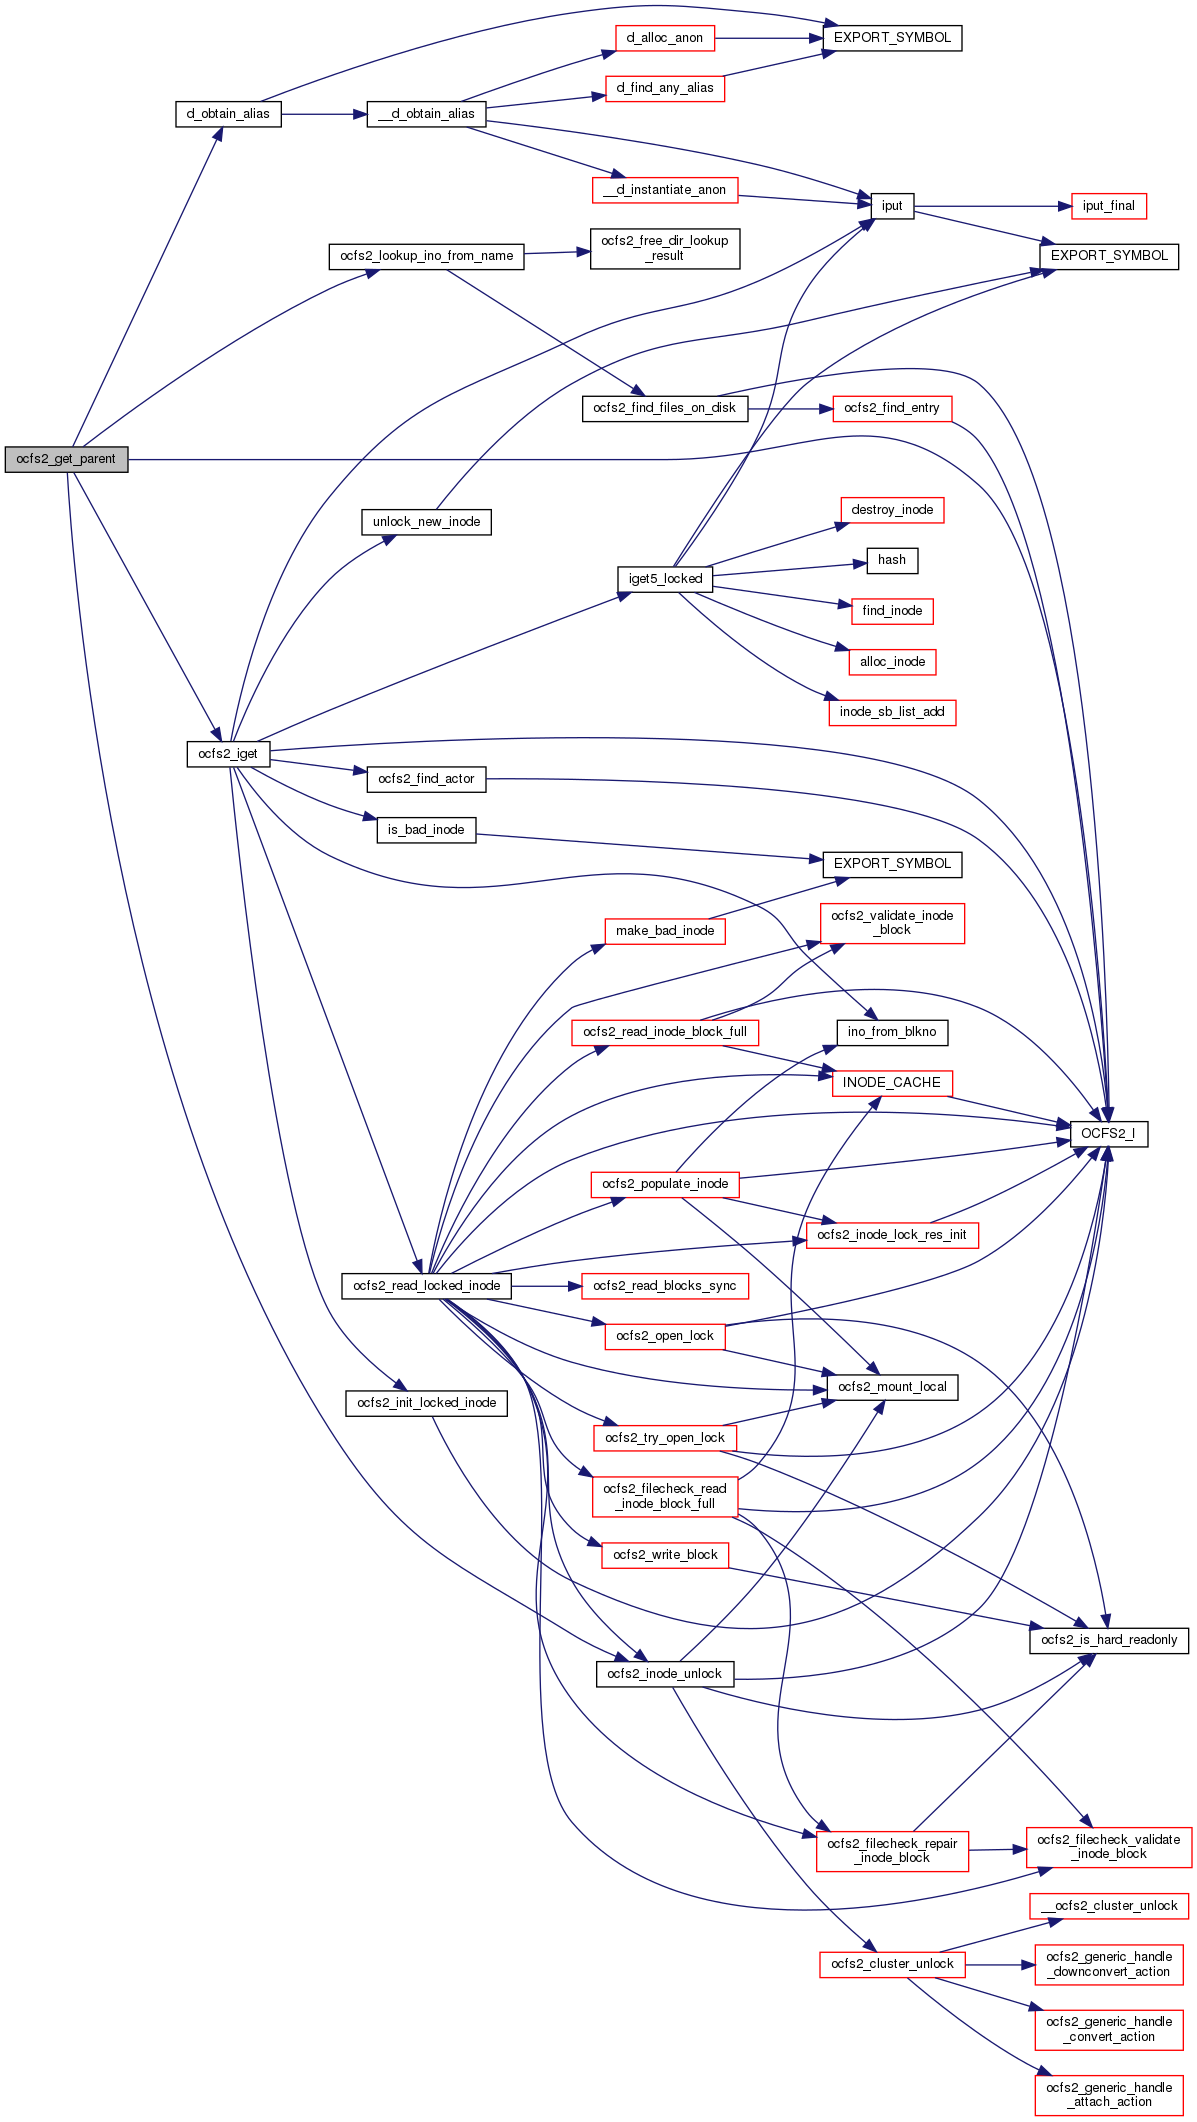 d_alloc_anon
EXPORT_SYMBOL
d_find_any_alias
d_obtain_alias
__d_obtain_alias
__d_instantiate_anon
iput
iput_final
ocfs2_lookup_ino_from_name
ocfs2_free_dir_lookup
_result
EXPORT_SYMBOL
ocfs2_find_files_on_disk
ocfs2_find_entry
ocfs2_get_parent
unlock_new_inode
destroy_inode
hash
iget5_locked
find_inode
alloc_inode
inode_sb_list_add
ocfs2_iget
ocfs2_find_actor
is_bad_inode
EXPORT_SYMBOL
make_bad_inode
ocfs2_validate_inode
_block
ocfs2_read_inode_block_full
ino_from_blkno
INODE_CACHE
OCFS2_I
ocfs2_populate_inode
ocfs2_inode_lock_res_init
ocfs2_read_locked_inode
ocfs2_read_blocks_sync
ocfs2_open_lock
ocfs2_mount_local
ocfs2_init_locked_inode
ocfs2_try_open_lock
ocfs2_filecheck_read
_inode_block_full
ocfs2_write_block
ocfs2_is_hard_readonly
ocfs2_inode_unlock
ocfs2_filecheck_repair
_inode_block
ocfs2_filecheck_validate
_inode_block
__ocfs2_cluster_unlock
ocfs2_cluster_unlock
ocfs2_generic_handle
_downconvert_action
ocfs2_generic_handle
_convert_action
ocfs2_generic_handle
_attach_action